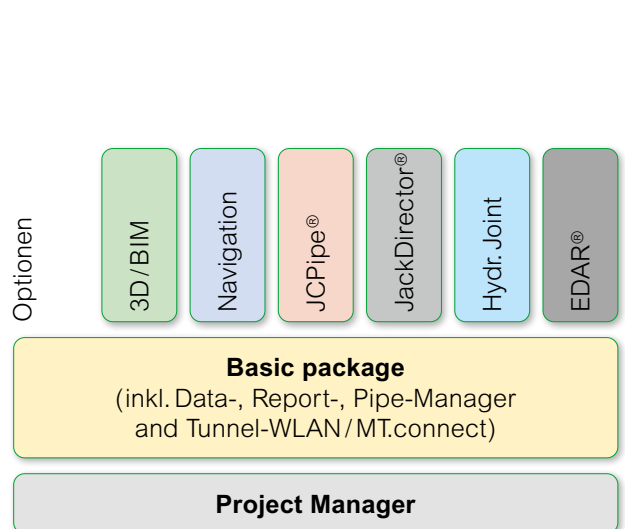 Optionen
3D/BIM
Navigation
JCPipe®
JackDirector®
Hydr. Joint
EDAR®
Basic package
(inkl. Data-, Report-, Pipe-Manager
and Tunnel-WLAN/MT.connect)
Project Manager